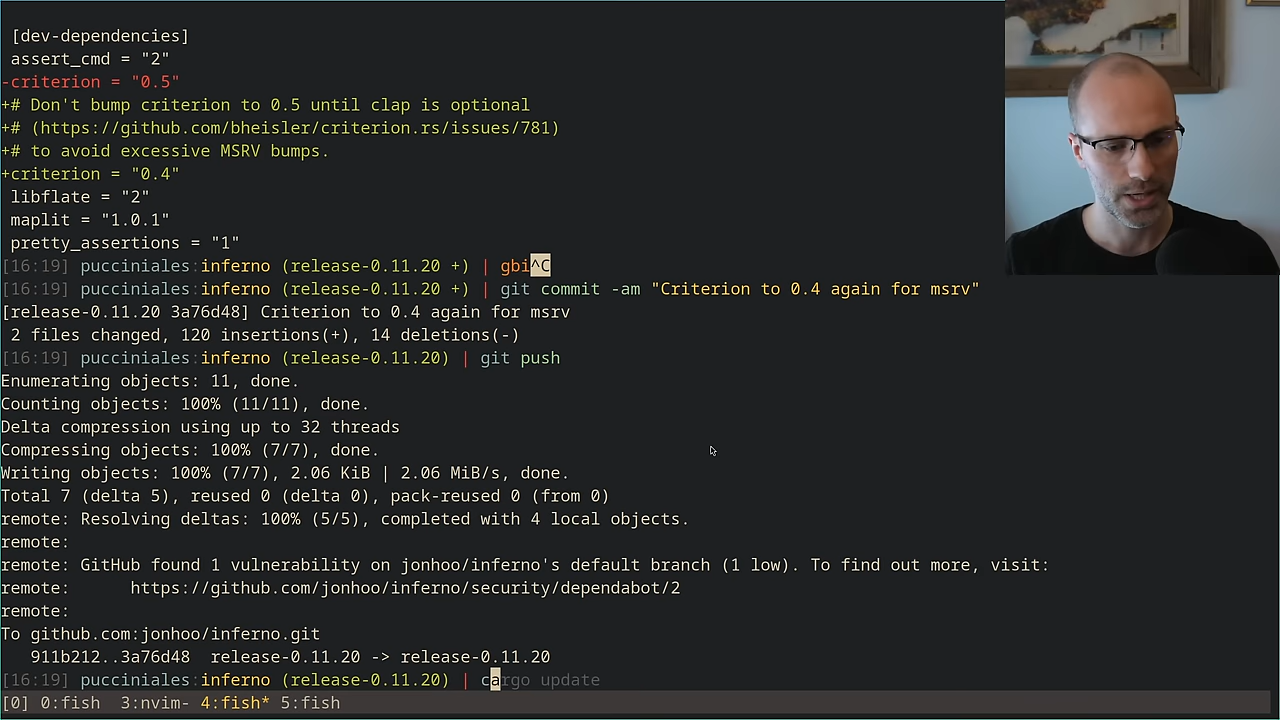 [dev-dependencies]
assert_cmd = "2"
-criterion = "0.5"
+# Don't bump criterion to 0.5 until clap is optional
+# (https://github.com/bheisler/criterion.rs/issues/781)
+# to avoid excessive MSRV bumps.
+criterion = "0.4"
libflate = "2"
maplit = "1.0.1"
pretty_assertions = "1"
[16:19] pucciniales:inferno (release-0.11.20 +) | gbi^C
[16:19] pucciniales:inferno (release-0.11.20 +) | git commit -am "Criterion to 0.4 again for msrv"
[release-0.11.20 3a76d48] Criterion to 0.4 again for msrv
2 files changed, 120 insertions(+), 14 deletions(-)
[16:19] pucciniales:inferno (release-0.11.20) | git push
Enumerating objects: 11, done.
Counting objects: 100% (11/11), done.
Delta compression using up to 32 threads
Compressing objects: 100% (7/7), done.
Writing objects: 100% (7/7), 2.06 KiB | 2.06 MiB/s, done.
Total 7 (delta 5), reused 0 (delta 0), pack-reused 0 (from 0)
remote: Resolving deltas: 100% (5/5), completed with 4 local objects.
remote:
remote: GitHub found 1 vulnerability on jonhoo/inferno's default branch (1 low). To find out more, visit:
remote:      https://github.com/jonhoo/inferno/security/dependabot/2
remote:
To github.com:jonhoo/inferno.git
911b212..3a76d48  release-0.11.20 -> release-0.11.20
[16:19] pucciniales:inferno (release-0.11.20) | cargo update
[0] 0:fish  3:nvim- 4:fish* 5:fish